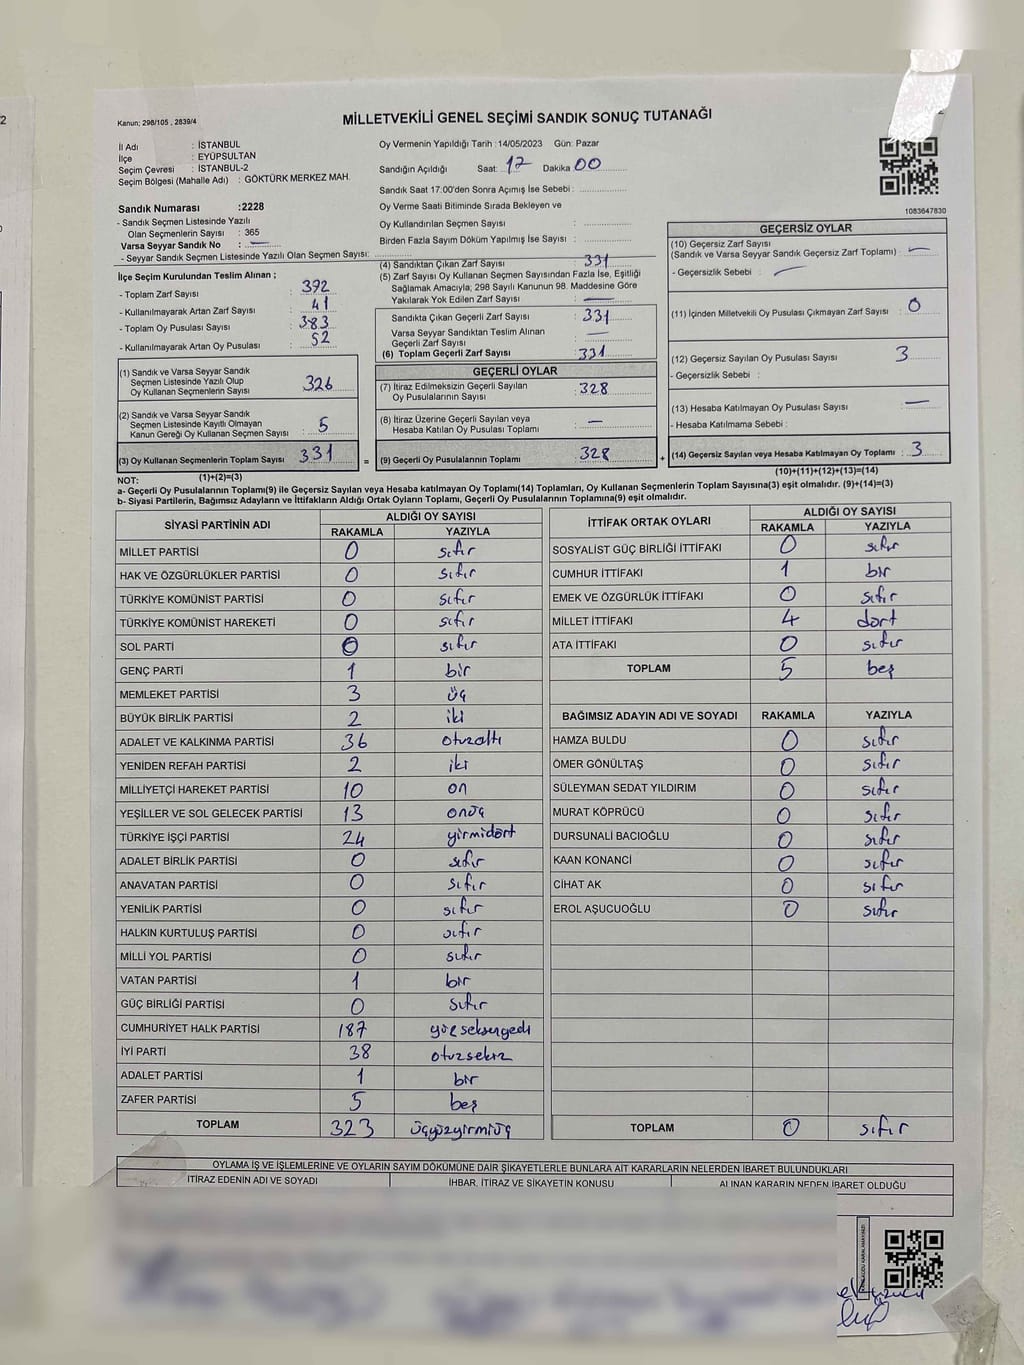 Kanun; 298/105 , 2839/4
MİLLETVEKİLİ GENEL SEÇİMİ SANDIK SONUÇ TUTANAĞI
İl Adı : İSTANBUL
İlçe : EYÜPSULTAN
Seçim Çevresi : İSTANBUL-2
Seçim Bölgesi (Mahalle Adı) : GÖKTÜRK MERKEZ MAH.
Oy Vermenin Yapıldığı Tarih :14/05/2023 Gün: Pazar
Sandığın Açıldığı Saat: 17 Dakika 00
Sandık Saat 17:00'den Sonra Açımış İse Sebebi :
Oy Verme Saati Bitiminde Sırada Bekleyen ve
Oy Kullandırılan Seçmen Sayısı :
Birden Fazla Sayım Döküm Yapılmış İse Sayısı :
1083647830
Sandık Numarası :2228
- Sandık Seçmen Listesinde Yazılı
Olan Seçmenlerin Sayısı : 365
Varsa Seyyar Sandık No : —
- Seyyar Sandık Seçmen Listesinde Yazılı Olan Seçmen Sayısı:
İlçe Seçim Kurulundan Teslim Alınan ;
- Toplam Zarf Sayısı : 392
- Kullanılmayarak Artan Zarf Sayısı : 41
- Toplam Oy Pusulası Sayısı : 383
- Kullanılmayarak Artan Oy Pusulası : 52
(1) Sandık ve Varsa Seyyar Sandık
Seçmen Listesinde Yazılı Olup
Oy Kullanan Seçmenlerin Sayısı : 326
(2) Sandık ve Varsa Seyyar Sandık
Seçmen Listesinde Kayıtlı Olmayan
Kanun Gereği Oy Kullanan Seçmen Sayısı : 5
(3) Oy Kullanan Seçmenlerin Toplam Sayısı : 331
(1)+(2)=(3)
(4) Sandıktan Çıkan Zarf Sayısı : 331
(5) Zarf Sayısı Oy Kullanan Seçmen Sayısından Fazla İse, Eşitliği
Sağlamak Amacıyla; 298 Sayılı Kanunun 98. Maddesine Göre
Yakılarak Yok Edilen Zarf Sayısı : —
Sandıkta Çıkan Geçerli Zarf Sayısı : 331
Varsa Seyyar Sandıktan Teslim Alınan
Geçerli Zarf Sayısı : —
(6) Toplam Geçerli Zarf Sayısı : 331
GEÇERLİ OYLAR
(7) İtiraz Edilmeksizin Geçerli Sayılan
Oy Pusulalarının Sayısı : 328
(8) İtiraz Üzerine Geçerli Sayılan veya
Hesaba Katılan Oy Pusulası Toplamı : —
= (9) Geçerli Oy Pusulalarının Toplamı : 328
GEÇERSİZ OYLAR
(10) Geçersiz Zarf Sayısı
(Sandık ve Varsa Seyyar Sandık Geçersiz Zarf Toplamı) : —
- Geçersizlik Sebebi : —
(11) İçinden Milletvekili Oy Pusulası Çıkmayan Zarf Sayısı : 0
(12) Geçersiz Sayılan Oy Pusulası Sayısı : 3
- Geçersizlik Sebebi :
(13) Hesaba Katılmayan Oy Pusulası Sayısı : —
- Hesaba Katılmama Sebebi :
+ (14) Geçersiz Sayılan veya Hesaba Katılmayan Oy Toplamı : 3
(10)+(11)+(12)+(13)=(14)
NOT:
a- Geçerli Oy Pusulalarının Toplamı(9) ile Geçersiz Sayılan veya Hesaba katılmayan Oy Toplamı(14) Toplamları, Oy Kullanan Seçmenlerin Toplam Sayısına(3) eşit olmalıdır. (9)+(14)=(3)
b- Siyasi Partilerin, Bağımsız Adayların ve İttifakların Aldığı Ortak Oyların Toplamı, Geçerli Oy Pusulalarının Toplamına(9) eşit olmalıdır.
SİYASİ PARTİNİN ADI ALDIĞI OY SAYISI
RAKAMLA YAZIYLA
MİLLET PARTİSİ 0 sıfır
HAK VE ÖZGÜRLÜKLER PARTİSİ 0 sıfır
TÜRKİYE KOMÜNİST PARTİSİ 0 sıfır
TÜRKİYE KOMÜNİST HAREKETİ 0 sıfır
SOL PARTİ 0 sıfır
GENÇ PARTİ 1 bir
MEMLEKET PARTİSİ 3 üç
BÜYÜK BİRLİK PARTİSİ 2 iki
ADALET VE KALKINMA PARTİSİ 36 otuzaltı
YENİDEN REFAH PARTİSİ 2 iki
MİLLİYETÇİ HAREKET PARTİSİ 10 on
YEŞİLLER VE SOL GELECEK PARTİSİ 13 onüç
TÜRKİYE İŞÇİ PARTİSİ 24 yirmidört
ADALET BİRLİK PARTİSİ 0 sıfır
ANAVATAN PARTİSİ 0 sıfır
YENİLİK PARTİSİ 0 sıfır
HALKIN KURTULUŞ PARTİSİ 0 sıfır
MİLLİ YOL PARTİSİ 0 sıfır
VATAN PARTİSİ 1 bir
GÜÇ BİRLİĞİ PARTİSİ 0 sıfır
CUMHURİYET HALK PARTİSİ 187 yüzseksenyedi
İYİ PARTİ 38 otuzsekiz
ADALET PARTİSİ 1 bir
ZAFER PARTİSİ 5 beş
TOPLAM 323 üçyüzyirmiüç
İTTİFAK ORTAK OYLARI ALDIĞI OY SAYISI
RAKAMLA YAZIYLA
SOSYALİST GÜÇ BİRLİĞİ İTTİFAKI 0 sıfır
CUMHUR İTTİFAKI 1 bir
EMEK VE ÖZGÜRLÜK İTTİFAKI 0 sıfır
MİLLET İTTİFAKI 4 dört
ATA İTTİFAKI 0 sıfır
TOPLAM 5 beş
BAĞIMSIZ ADAYIN ADI VE SOYADI RAKAMLA YAZIYLA
HAMZA BULDU 0 sıfır
ÖMER GÖNÜLTAŞ 0 sıfır
SÜLEYMAN SEDAT YILDIRIM 0 sıfır
MURAT KÖPRÜCÜ 0 sıfır
DURSUNALİ BACIOĞLU 0 sıfır
KAAN KONANCİ 0 sıfır
CİHAT AK 0 sıfır
EROL AŞUCUOĞLU 0 sıfır
TOPLAM 0 sıfır
OYLAMA İŞ VE İŞLEMLERİNE VE OYLARIN SAYIM DÖKÜMÜNE DAİR ŞİKAYETLERLE BUNLARA AİT KARARLARIN NELERDEN İBARET BULUNDUKLARI
İTİRAZ EDENİN ADI VE SOYADI İHBAR, İTİRAZ VE ŞİKAYETİN KONUSU ALINAN KARARIN NEDEN İBARET OLDUĞU